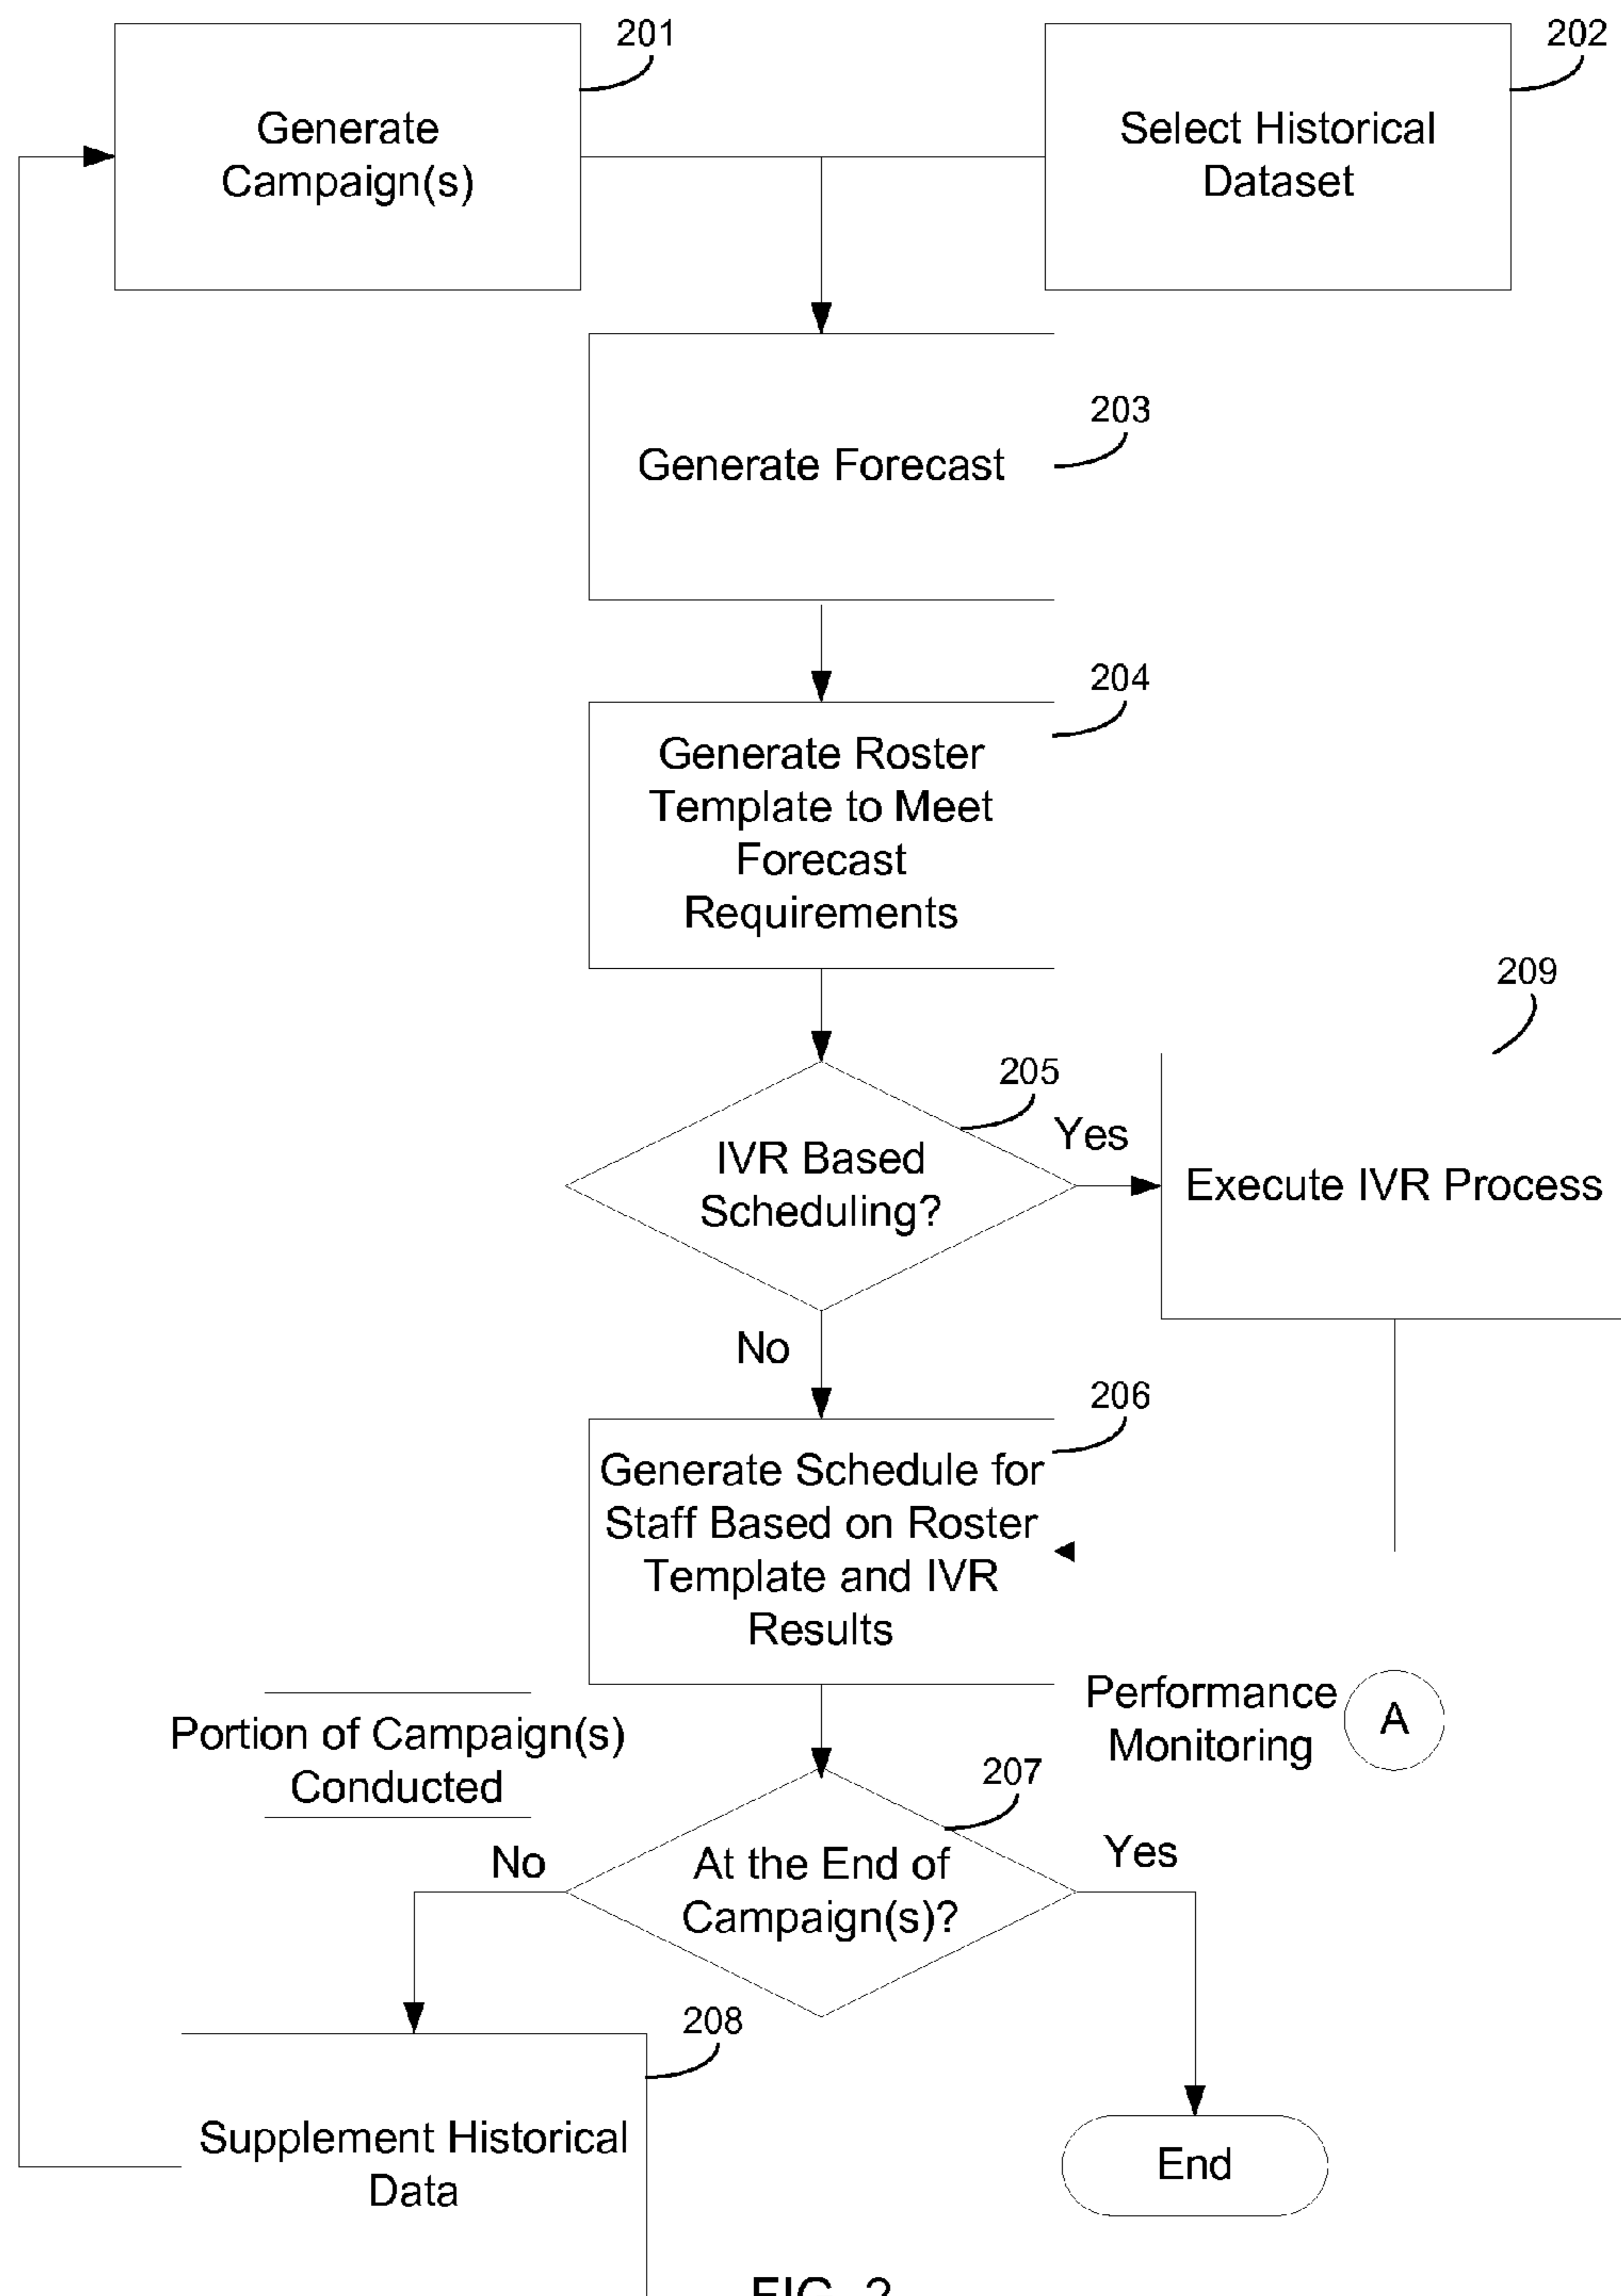 201
202
Generate
Campaign(s)
Select Historical
Dataset
203
Generate Forecast
204
Generate Roster
Template to Meet
Forecast
Requirements
209
205
Yes
IVR Based
Scheduling?
Execute IVR Process
No
206
Generate Schedule for
Staff Based on Roster
Template and IVR
Results
Performance
Monitoring
A
Portion of Campaign(s)
Conducted
207
No
At the End of
Campaign(s)?
Yes
208
Supplement Historical
Data
End
FIG. 2